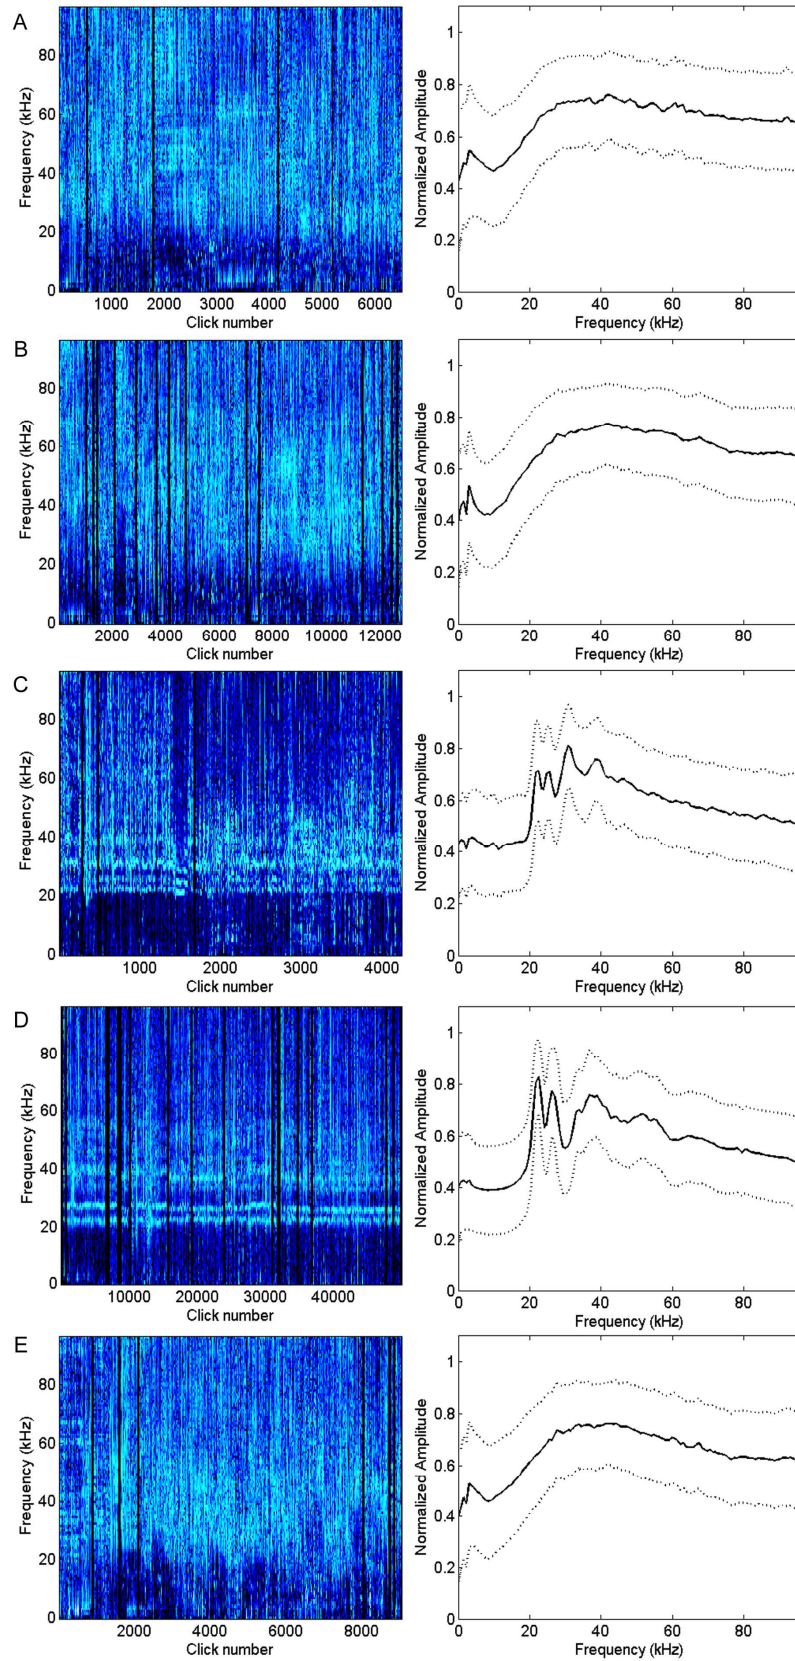 A
Frequency (kHz)
80
60
40
20
0
1000 2000 3000 4000 5000 6000
Click number
Normalized Amplitude
1
0.8
0.6
0.4
0.2
0
0 20 40 60 80
Frequency (kHz)
B
Frequency (kHz)
80
60
40
20
0
2000 4000 6000 8000 10000 12000
Click number
Normalized Amplitude
1
0.8
0.6
0.4
0.2
0
0 20 40 60 80
Frequency (kHz)
C
Frequency (kHz)
80
60
40
20
0
1000 2000 3000 4000
Click number
Normalized Amplitude
1
0.8
0.6
0.4
0.2
0
0 20 40 60 80
Frequency (kHz)
D
Frequency (kHz)
80
60
40
20
0
10000 20000 30000 40000
Click number
Normalized Amplitude
1
0.8
0.6
0.4
0.2
0
0 20 40 60 80
Frequency (kHz)
E
Frequency (kHz)
80
60
40
20
0
2000 4000 6000 8000
Click number
Normalized Amplitude
1
0.8
0.6
0.4
0.2
0
0 20 40 60 80
Frequency (kHz)